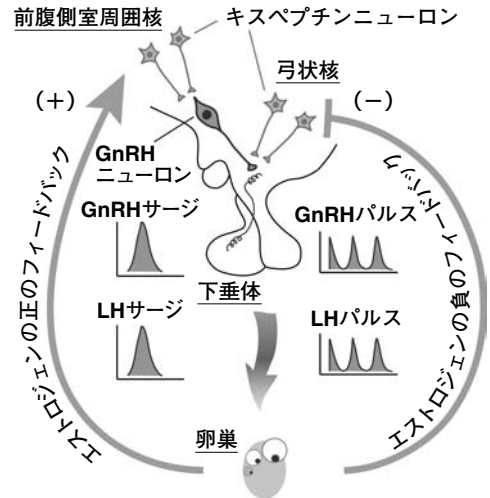 前腹側室周囲核
キスペプチンニューロン
弓状核
(+)
(−)
GnRH
ニューロン
GnRHサージ
GnRHパルス
下垂体
LHサージ
LHパルス
卵巣
エストロジェンの正のフィードバック
エストロジェンの負のフィードバック